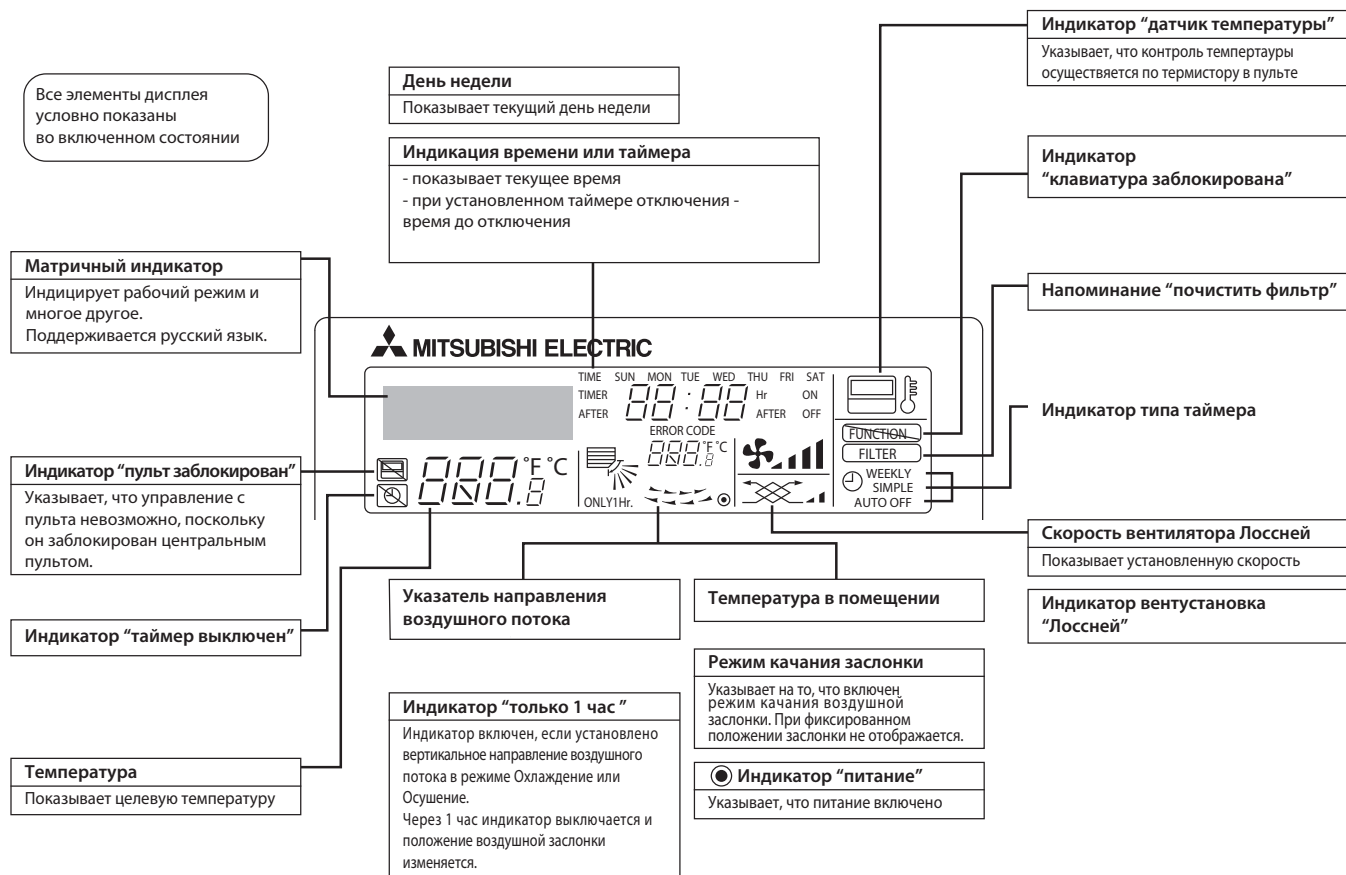 Все элементы дисплея
условно показаны
во включенном состоянии
День недели
Показывает текущий день недели
Индикация времени или таймера
- показывает текущее время
- при установленном таймере отключения -
время до отключения
Индикатор “датчик температуры”
Указывает, что контроль темпертауры
осуществяется по термистору в пульте
Индикатор
“клавиатура заблокирована”
Матричный индикатор
Индицирует рабочий режим и
многое другое.
Поддерживается русский язык.
Напоминание “почистить фильтр”
MITSUBISHI ELECTRIC
TIME SUN MON TUE WED THU FRI SAT
TIMER 88:88 Hr ON
AFTER AFTER OFF
ERROR CODE
888.8 °F °C
888.8 °F °C
ONLY1Hr.
FUNCTION
FILTER
WEEKLY
SIMPLE
AUTO OFF
Индикатор типа таймера
Индикатор “пульт заблокирован”
Указывает, что управление с
пульта невозможно, поскольку
он заблокирован центральным
пультом.
Индикатор “таймер выключен”
Температура
Показывает целевую температуру
Указатель направления
воздушного потока
Температура в помещении
Скорость вентилятора Лоссней
Показывает установленную скорость
Индикатор вентустановка
“Лоссней”
Индикатор “только 1 час ”
Индикатор включен, если установлено
вертикальное направление воздушного
потока в режиме Охлаждение или
Осушение.
Через 1 час индикатор выключается и
положение воздушной заслонки
изменяется.
Режим качания заслонки
Указывает на то, что включен
режим качания воздушной
заслонки. При фиксированном
положении заслонки не отображается.
Индикатор “питание”
Указывает, что питание включено